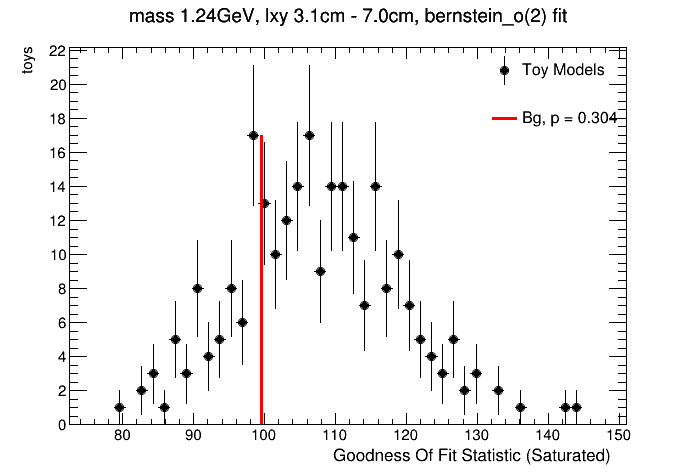 mass 1.24GeV, lxy 3.1cm - 7.0cm, bernstein_o(2) fit
toys
22
20
18
16
14
12
10
8
6
4
2
0
Toy Models
Bg, p = 0.304
80 90 100 110 120 130 140 150
Goodness Of Fit Statistic (Saturated)